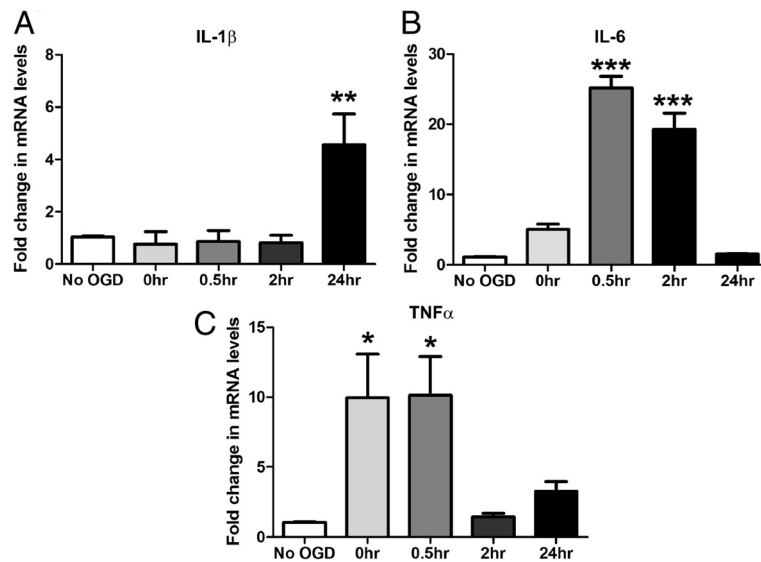 A
IL-1β
Fold change in mRNA levels
8
6
4
2
0
**
No OGD 0hr 0.5hr 2hr 24hr
B
IL-6
Fold change in mRNA levels
30
20
10
0
***
***
No OGD 0hr 0.5hr 2hr 24hr
C
TNFα
Fold change in mRNA levels
15
10
5
0
*
*
No OGD 0hr 0.5hr 2hr 24hr